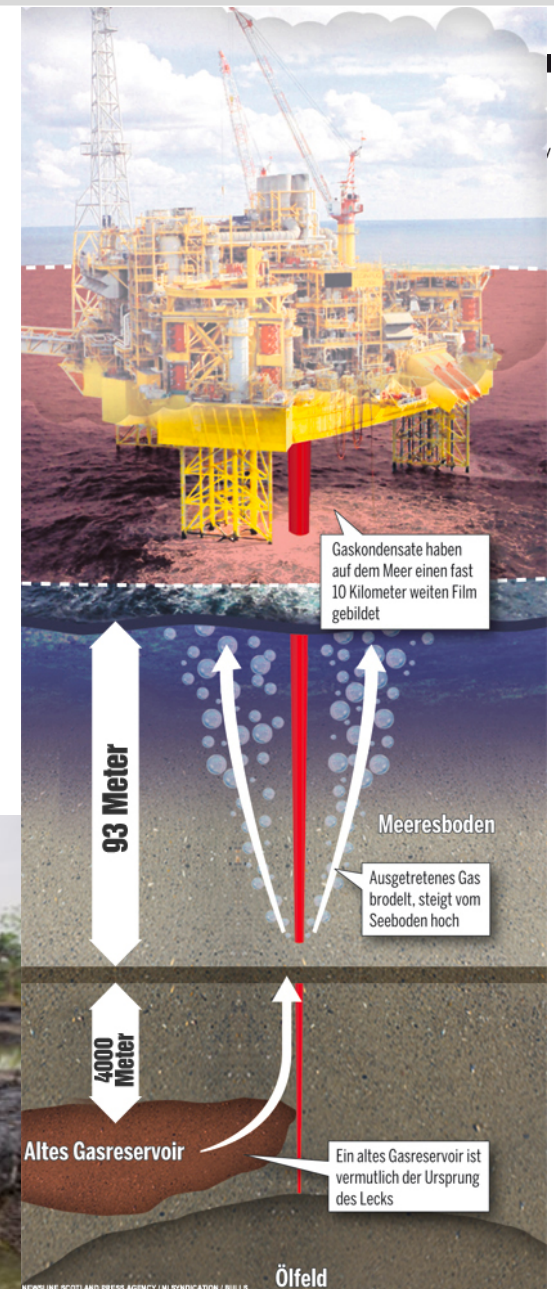 Gaskondensate haben
auf dem Meer einen fast
10 Kilometer weiten Film
gebildet
93 Meter
Meeresboden
Ausgetretenes Gas
brodelt, steigt vom
Seeboden hoch
4000
Meter
Altes Gasreservoir
Ein altes Gasreservoir ist
vermutlich der Ursprung
des Lecks
Ölfeld
NEWSLINE SCOTLAND PRESS AGENCY / MI SYNDICATION / BULLS